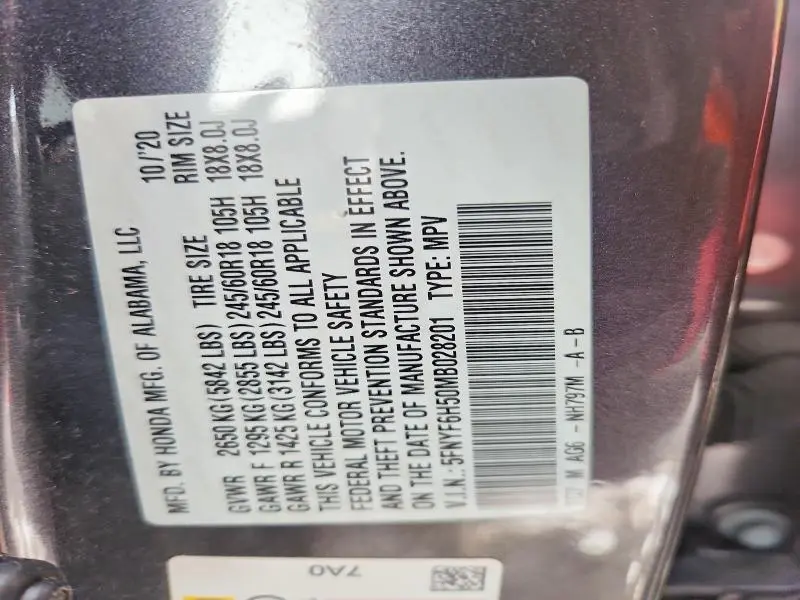 MFD. BY HONDA MFG. OF ALABAMA, LLC 10/'20
TIRE SIZE RIM SIZE
GVWR 2650 KG (5842 LBS)
GAWR F 1295 KG (2855 LBS) 245/60R18 105H 18X8.0J
GAWR R 1425 KG (3142 LBS) 245/60R18 105H 18X8.0J
THIS VEHICLE CONFORMS TO ALL APPLICABLE
FEDERAL MOTOR VEHICLE SAFETY
AND THEFT PREVENTION STANDARDS IN EFFECT
ON THE DATE OF MANUFACTURE SHOWN ABOVE.
V.I.N.: 5FNYF6H50MB028201 TYPE: MPV
M AG6 - NH797M -A-B
7A0